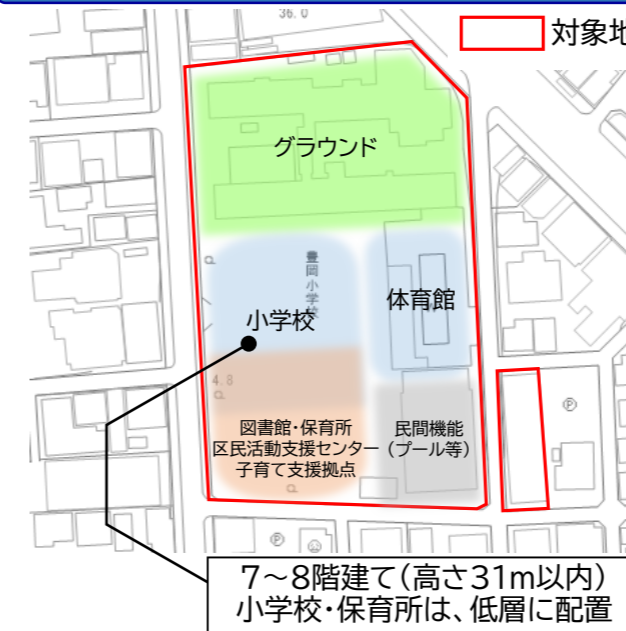 36.0
対象地
グラウンド
豊岡小学校
体育館
小学校
4.8
図書館・保育所
区民活動支援センター
子育て支援拠点
民間機能
(プール等)
Ⓟ
Ⓟ
7～8階建て(高さ31m以内)
小学校・保育所は、低層に配置